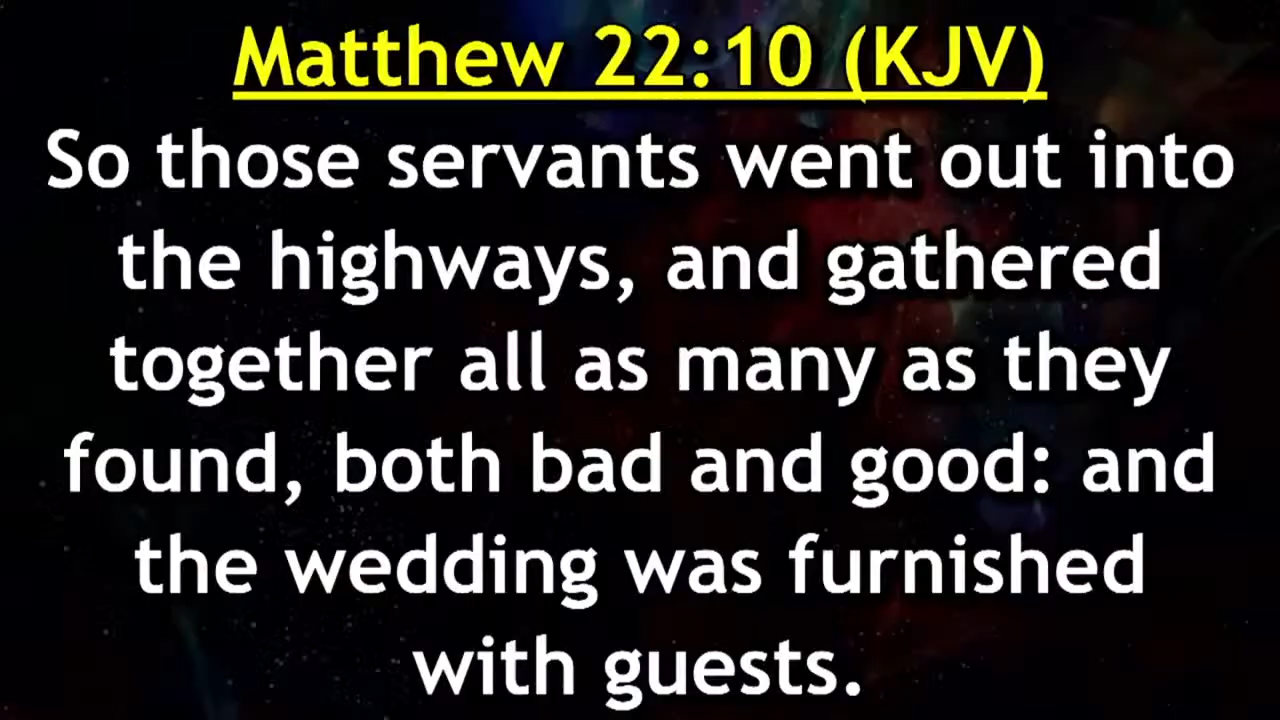 Matthew 22:10 (KJV)
So those servants went out into
the highways, and gathered
together all as many as they
found, both bad and good: and
the wedding was furnished
with guests.